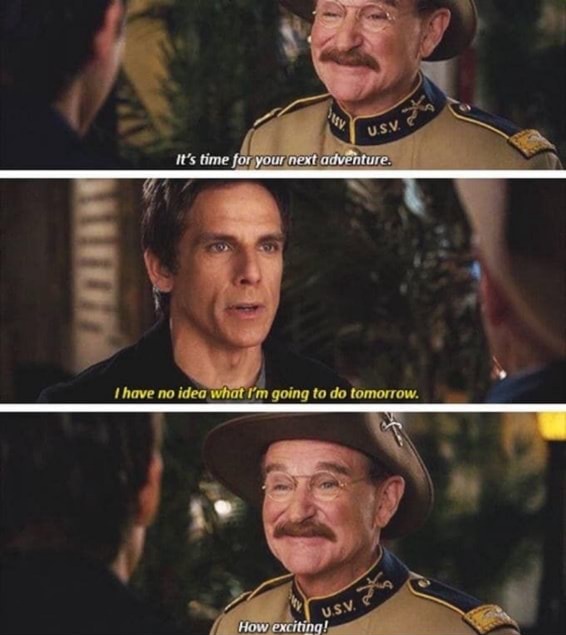 U.S.V.
It's time for your next adventure.
I have no idea what I'm going to do tomorrow.
U.S.V.
How exciting!